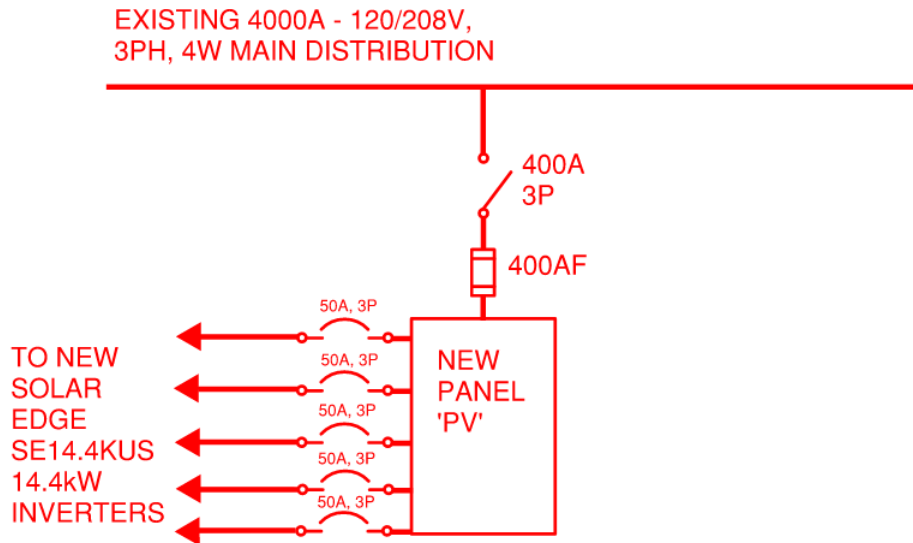 EXISTING 4000A - 120/208V,
3PH, 4W MAIN DISTRIBUTION
400A
3P
400AF
50A, 3P
50A, 3P
50A, 3P
50A, 3P
50A, 3P
TO NEW
SOLAR
EDGE
SE14.4KUS
14.4kW
INVERTERS
NEW
PANEL
'PV'